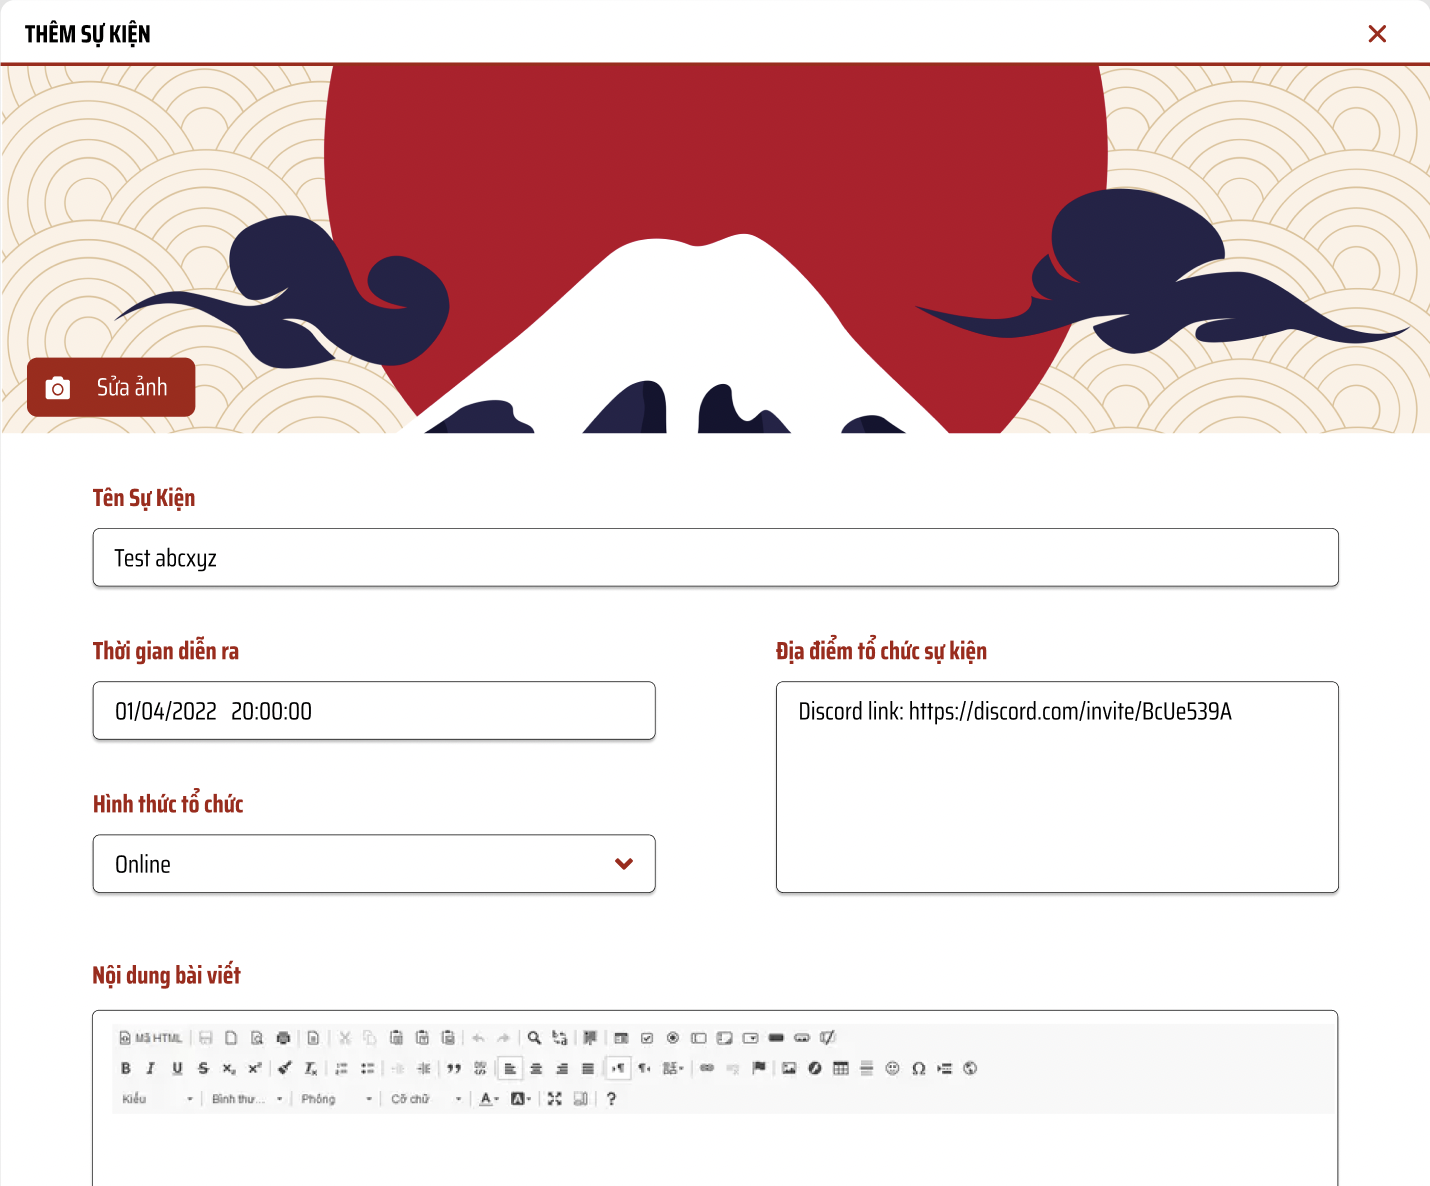 THÊM SỰ KIỆN
Sửa ảnh
Tên Sự Kiện
Test abcxyz
Thời gian diễn ra
01/04/2022 20:00:00
Địa điểm tổ chức sự kiện
Discord link: https://discord.com/invite/BcUe539A
Hình thức tổ chức
Online
Nội dung bài viết
Mã HTML
Kiểu Bình thư... Phông Cỡ chữ